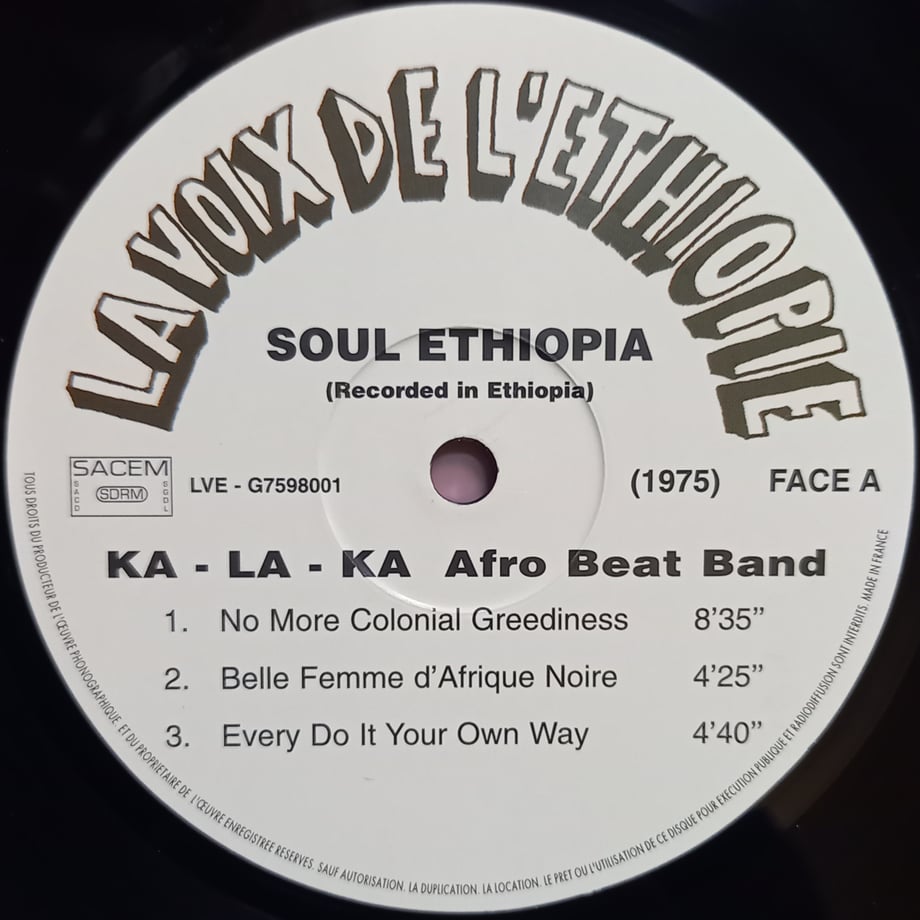 LA VOIX DE L'ETHIOPIE
SOUL ETHIOPIA
(Recorded in Ethiopia)
SACEM
SACD
SDRM
SGDL
LVE - G7598001
(1975)
FACE A
KA - LA - KA Afro Beat Band
1. No More Colonial Greediness 8'35"
2. Belle Femme d'Afrique Noire 4'25"
3. Every Do It Your Own Way 4'40"
TOUS DROITS DU PRODUCTEUR DE L'ŒUVRE PHONOGRAPHIQUE. ET DU PROPRIETAIRE DE L'ŒUVRE ENREGISTREE RESERVES. SAUF AUTORISATION. LA DUPLICATION. LA LOCATION. LE PRET OU L'UTILISATION DE CE DISQUE POUR EXECUTION PUBLIQUE ET RADIODIFFUSION SONT INTERDITS. MADE IN FRANCE